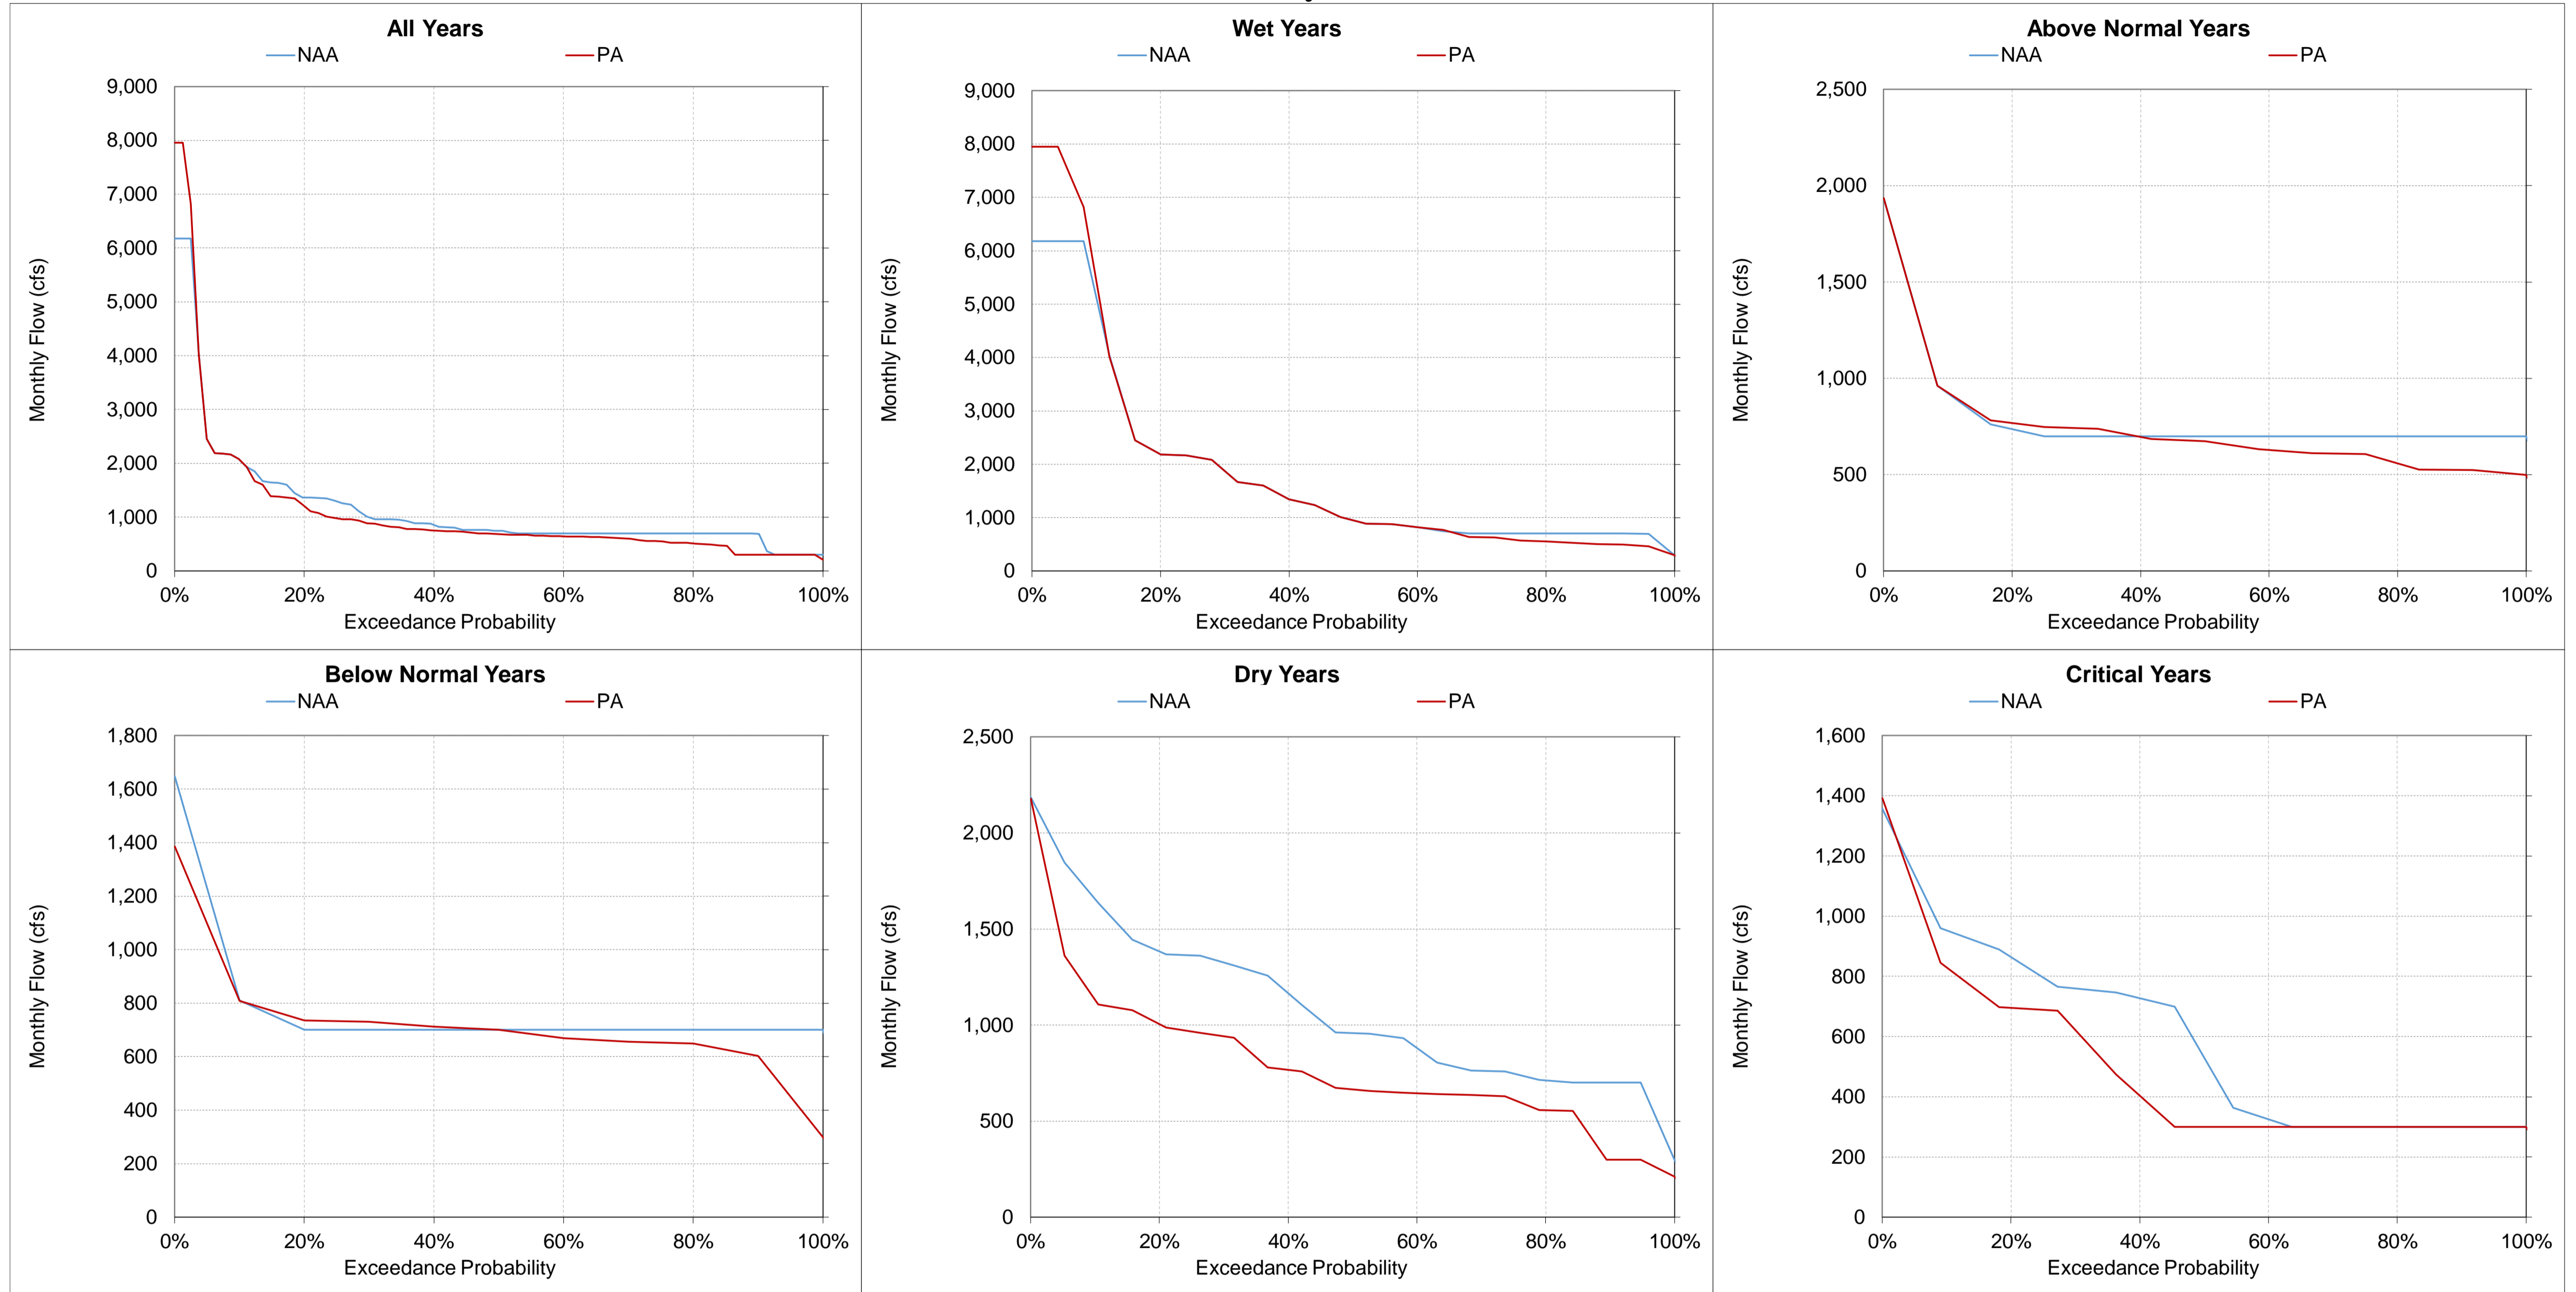 All Years
NAA PA
9,000
8,000
7,000
6,000
5,000
4,000
3,000
2,000
1,000
0
Monthly Flow (cfs)
0% 20% 40% 60% 80% 100%
Exceedance Probability
Wet Years
NAA PA
9,000
8,000
7,000
6,000
5,000
4,000
3,000
2,000
1,000
0
Monthly Flow (cfs)
0% 20% 40% 60% 80% 100%
Exceedance Probability
Above Normal Years
NAA PA
2,500
2,000
1,500
1,000
500
0
Monthly Flow (cfs)
0% 20% 40% 60% 80% 100%
Exceedance Probability
Below Normal Years
NAA PA
1,800
1,600
1,400
1,200
1,000
800
600
400
200
0
Monthly Flow (cfs)
0% 20% 40% 60% 80% 100%
Exceedance Probability
Dry Years
NAA PA
2,500
2,000
1,500
1,000
500
0
Monthly Flow (cfs)
0% 20% 40% 60% 80% 100%
Exceedance Probability
Critical Years
NAA PA
1,600
1,400
1,200
1,000
800
600
400
200
0
Monthly Flow (cfs)
0% 20% 40% 60% 80% 100%
Exceedance Probability